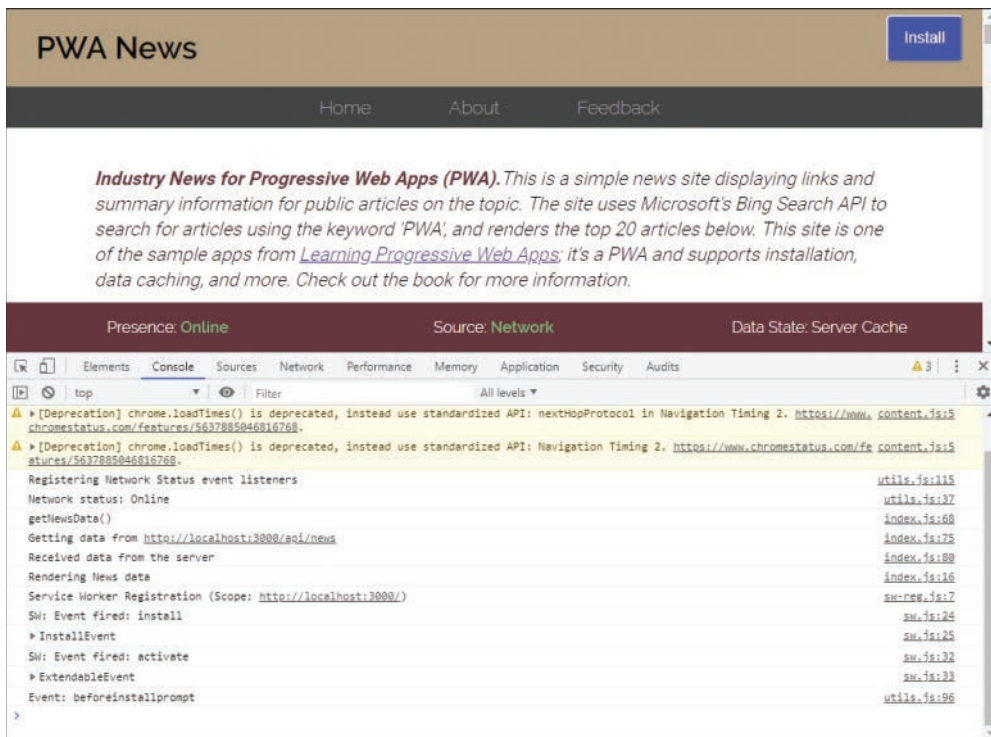 PWA News
Install
Home About Feedback
Industry News for Progressive Web Apps (PWA).This is a simple news site displaying links and
summary information for public articles on the topic. The site uses Microsoft's Bing Search API to
search for articles using the keyword 'PWA', and renders the top 20 articles below. This site is one
of the sample apps from Learning Progressive Web Apps; it's a PWA and supports installation,
data caching, and more. Check out the book for more information.
Presence: Online Source: Network Data State: Server Cache
Elements Console Sources Network Performance Memory Application Security Audits 3
top Filter All levels
[Deprecation] chrome.loadTimes() is deprecated, instead use standardized API: nextHopProtocol in Navigation Timing 2. https://www. content.js:5
chromestatus.com/features/5637885046816768.
[Deprecation] chrome.loadTimes() is deprecated, instead use standardized API: Navigation Timing 2. https://www.chromestatus.com/fe content.js:5
atures/5637885046816768.
Registering Network Status event listeners utils.js:115
Network status: Online utils.js:37
getNewsData() index.js:68
Getting data from http://localhost:3000/api/news index.js:75
Received data from the server index.js:80
Rendering News data index.js:16
Service Worker Registration (Scope: http://localhost:3000/) sw-reg.js:7
SW: Event fired: install sw.js:24
InstallEvent sw.js:25
SW: Event fired: activate sw.js:32
ExtendableEvent sw.js:33
Event: beforeinstallprompt utils.js:96